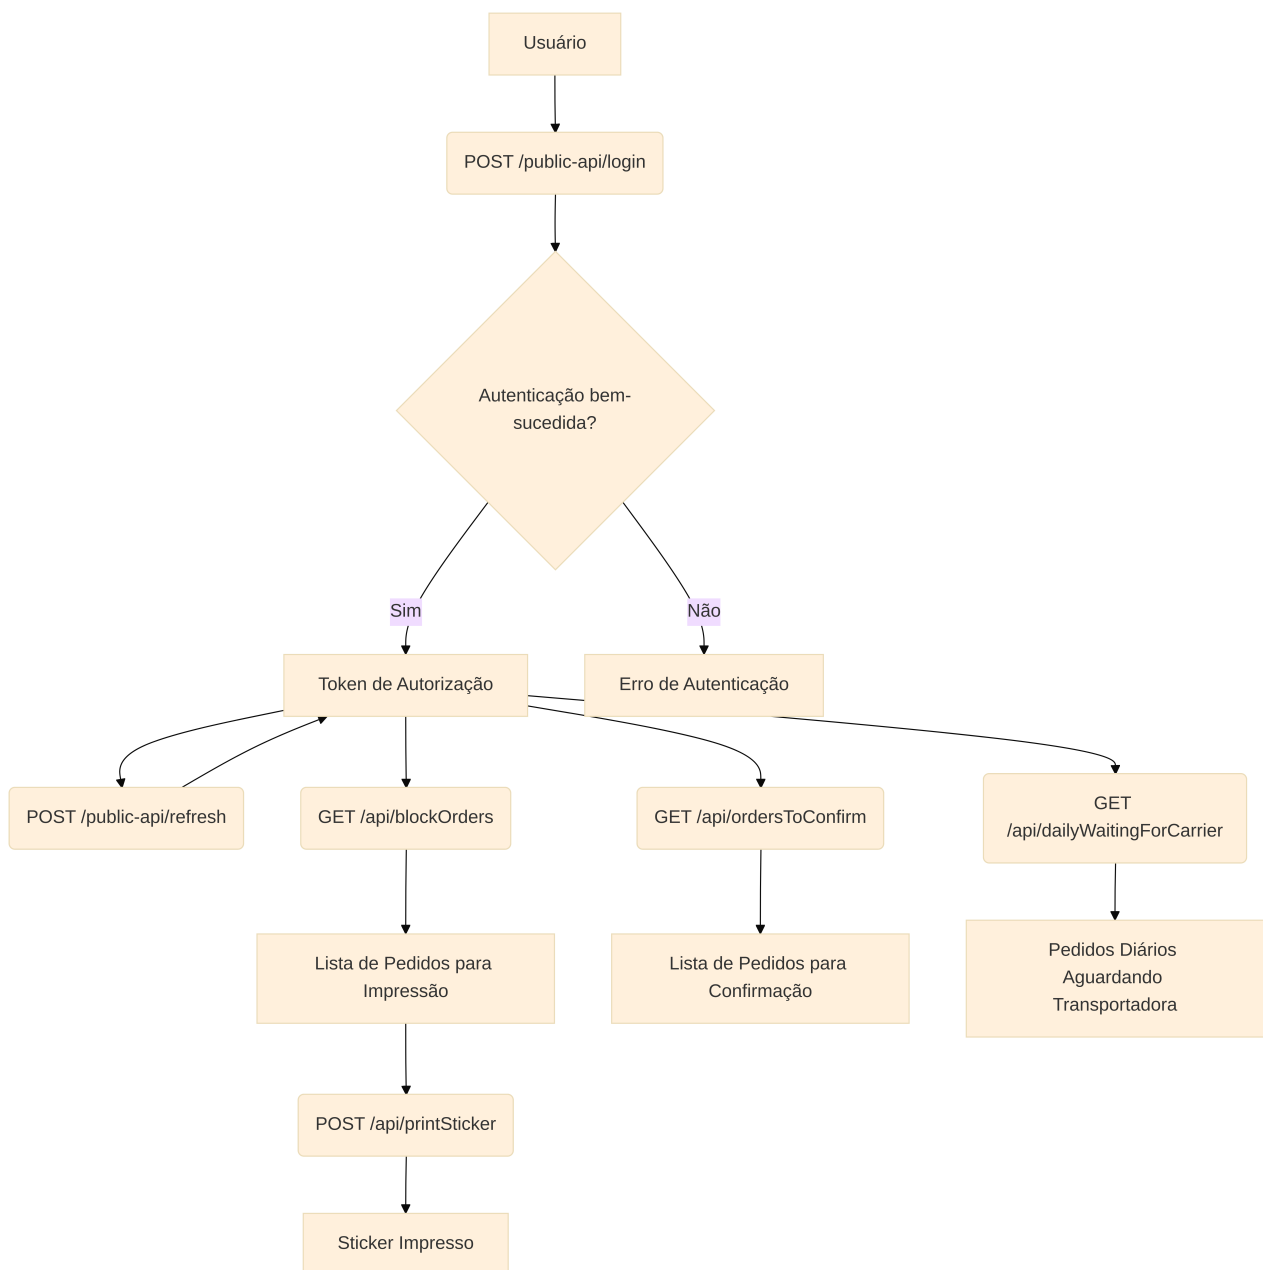 Usuário
POST /public-api/login
Autenticação bem-
sucedida?
Sim
Não
Token de Autorização
Erro de Autenticação
POST /public-api/refresh
GET /api/blockOrders
GET /api/ordersToConfirm
GET
/api/dailyWaitingForCarrier
Lista de Pedidos para
Impressão
Lista de Pedidos para
Confirmação
Pedidos Diários
Aguardando
Transportadora
POST /api/printSticker
Sticker Impresso